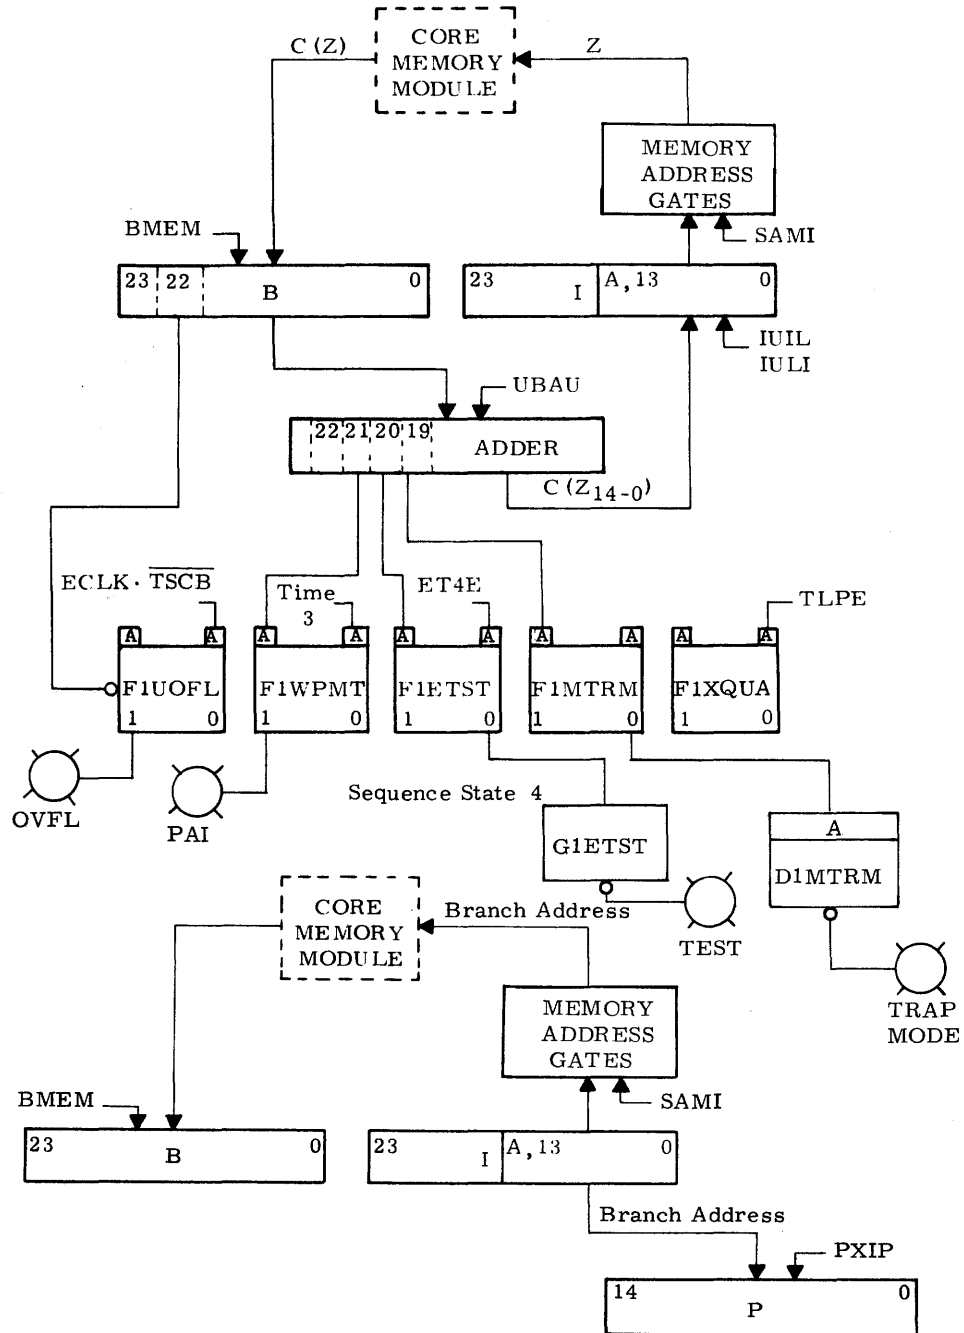 CORE
MEMORY
MODULE
C (Z)
Z
MEMORY
ADDRESS
GATES
BMEM
SAMI
23 22 B 0
23 I A,13 0
IUIL
IULI
UBAU
22 21 20 19 ADDER
C (Z14-0)
ECLK · TSCB
Time
3
ET4E
TLPE
A A
F1UOFL
1 0
A A
F1WPMT
1 0
A A
F1ETST
1 0
A A
F1MTRM
1 0
A A
F1XQUA
1 0
OVFL
PAI
Sequence State 4
G1ETST
TEST
A
D1MTRM
TRAP
MODE
CORE
MEMORY
MODULE
Branch Address
MEMORY
ADDRESS
GATES
BMEM
SAMI
23 B 0
23 I A,13 0
Branch Address
PXIP
14 P 0